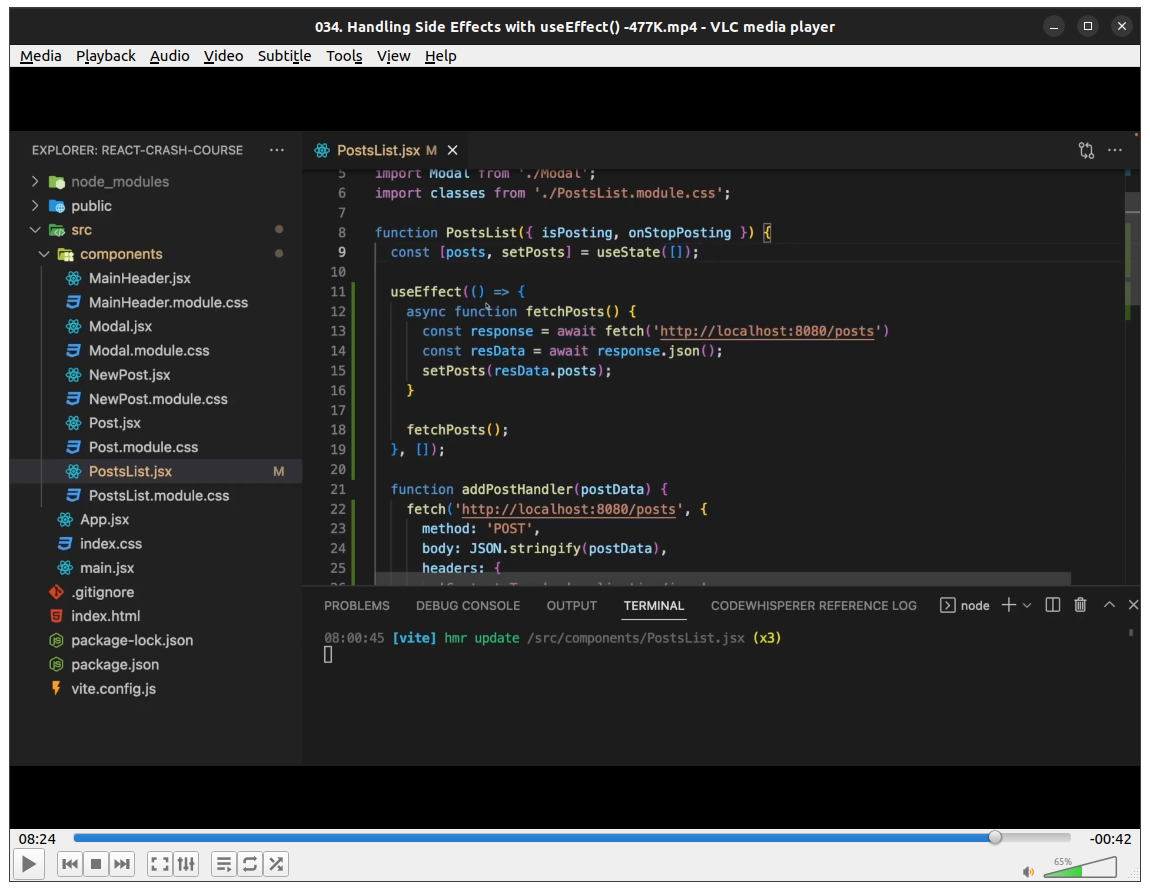 034. Handling Side Effects with useEffect() -477K.mp4 - VLC media player
Media Playback Audio Video Subtitle Tools View Help
EXPLORER: REACT-CRASH-COURSE ···
node_modules
public
src
components
MainHeader.jsx
MainHeader.module.css
Modal.jsx
Modal.module.css
NewPost.jsx
NewPost.module.css
Post.jsx
Post.module.css
PostsList.jsx M
PostsList.module.css
App.jsx
index.css
main.jsx
.gitignore
index.html
package-lock.json
package.json
vite.config.js
PostsList.jsx M
5 import Modal from './Modal';
6 import classes from './PostsList.module.css';
7
8 function PostsList({ isPosting, onStopPosting }) {
9 const [posts, setPosts] = useState([]);
10
11 useEffect(() => {
12 async function fetchPosts() {
13 const response = await fetch('http://localhost:8080/posts')
14 const resData = await response.json();
15 setPosts(resData.posts);
16 }
17
18 fetchPosts();
19 }, []);
20
21 function addPostHandler(postData) {
22 fetch('http://localhost:8080/posts', {
23 method: 'POST',
24 body: JSON.stringify(postData),
25 headers: {
PROBLEMS DEBUG CONSOLE OUTPUT TERMINAL CODEWHISPERER REFERENCE LOG node
08:00:45 [vite] hmr update /src/components/PostsList.jsx (x3)
08:24 -00:42
65%